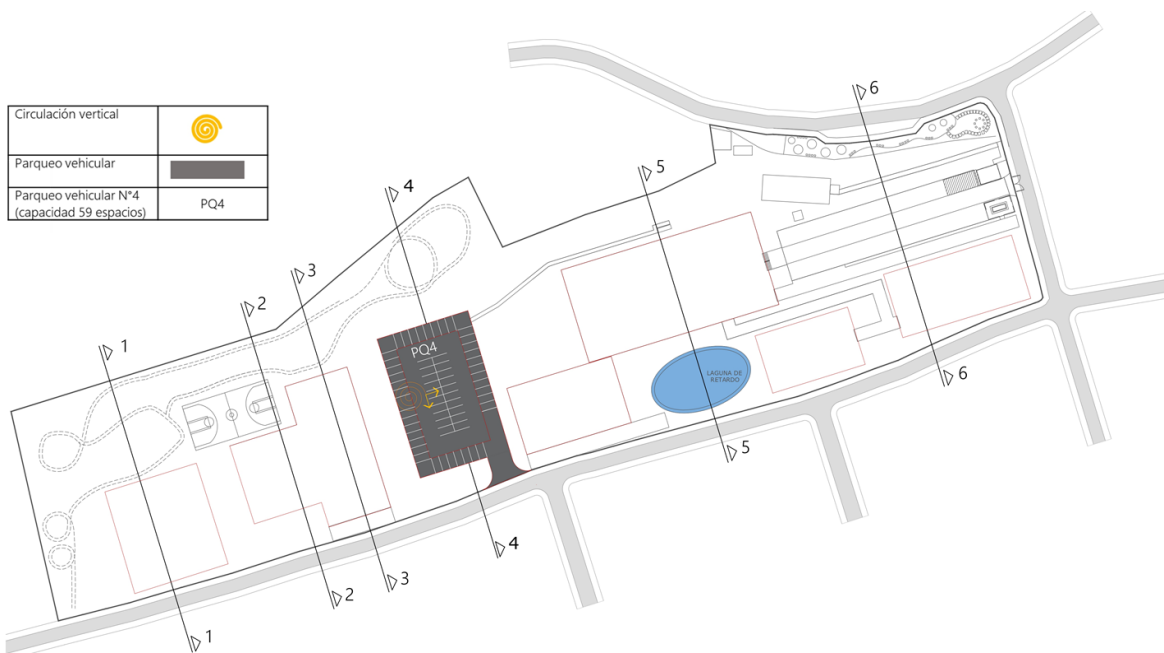 Circulación vertical
Parqueo vehicular
Parqueo vehicular N°4
(capacidad 59 espacios)
PQ4
6
5
4
3
2
1
PQ4
LAGUNA DE
RETARDO
6
5
4
3
2
1